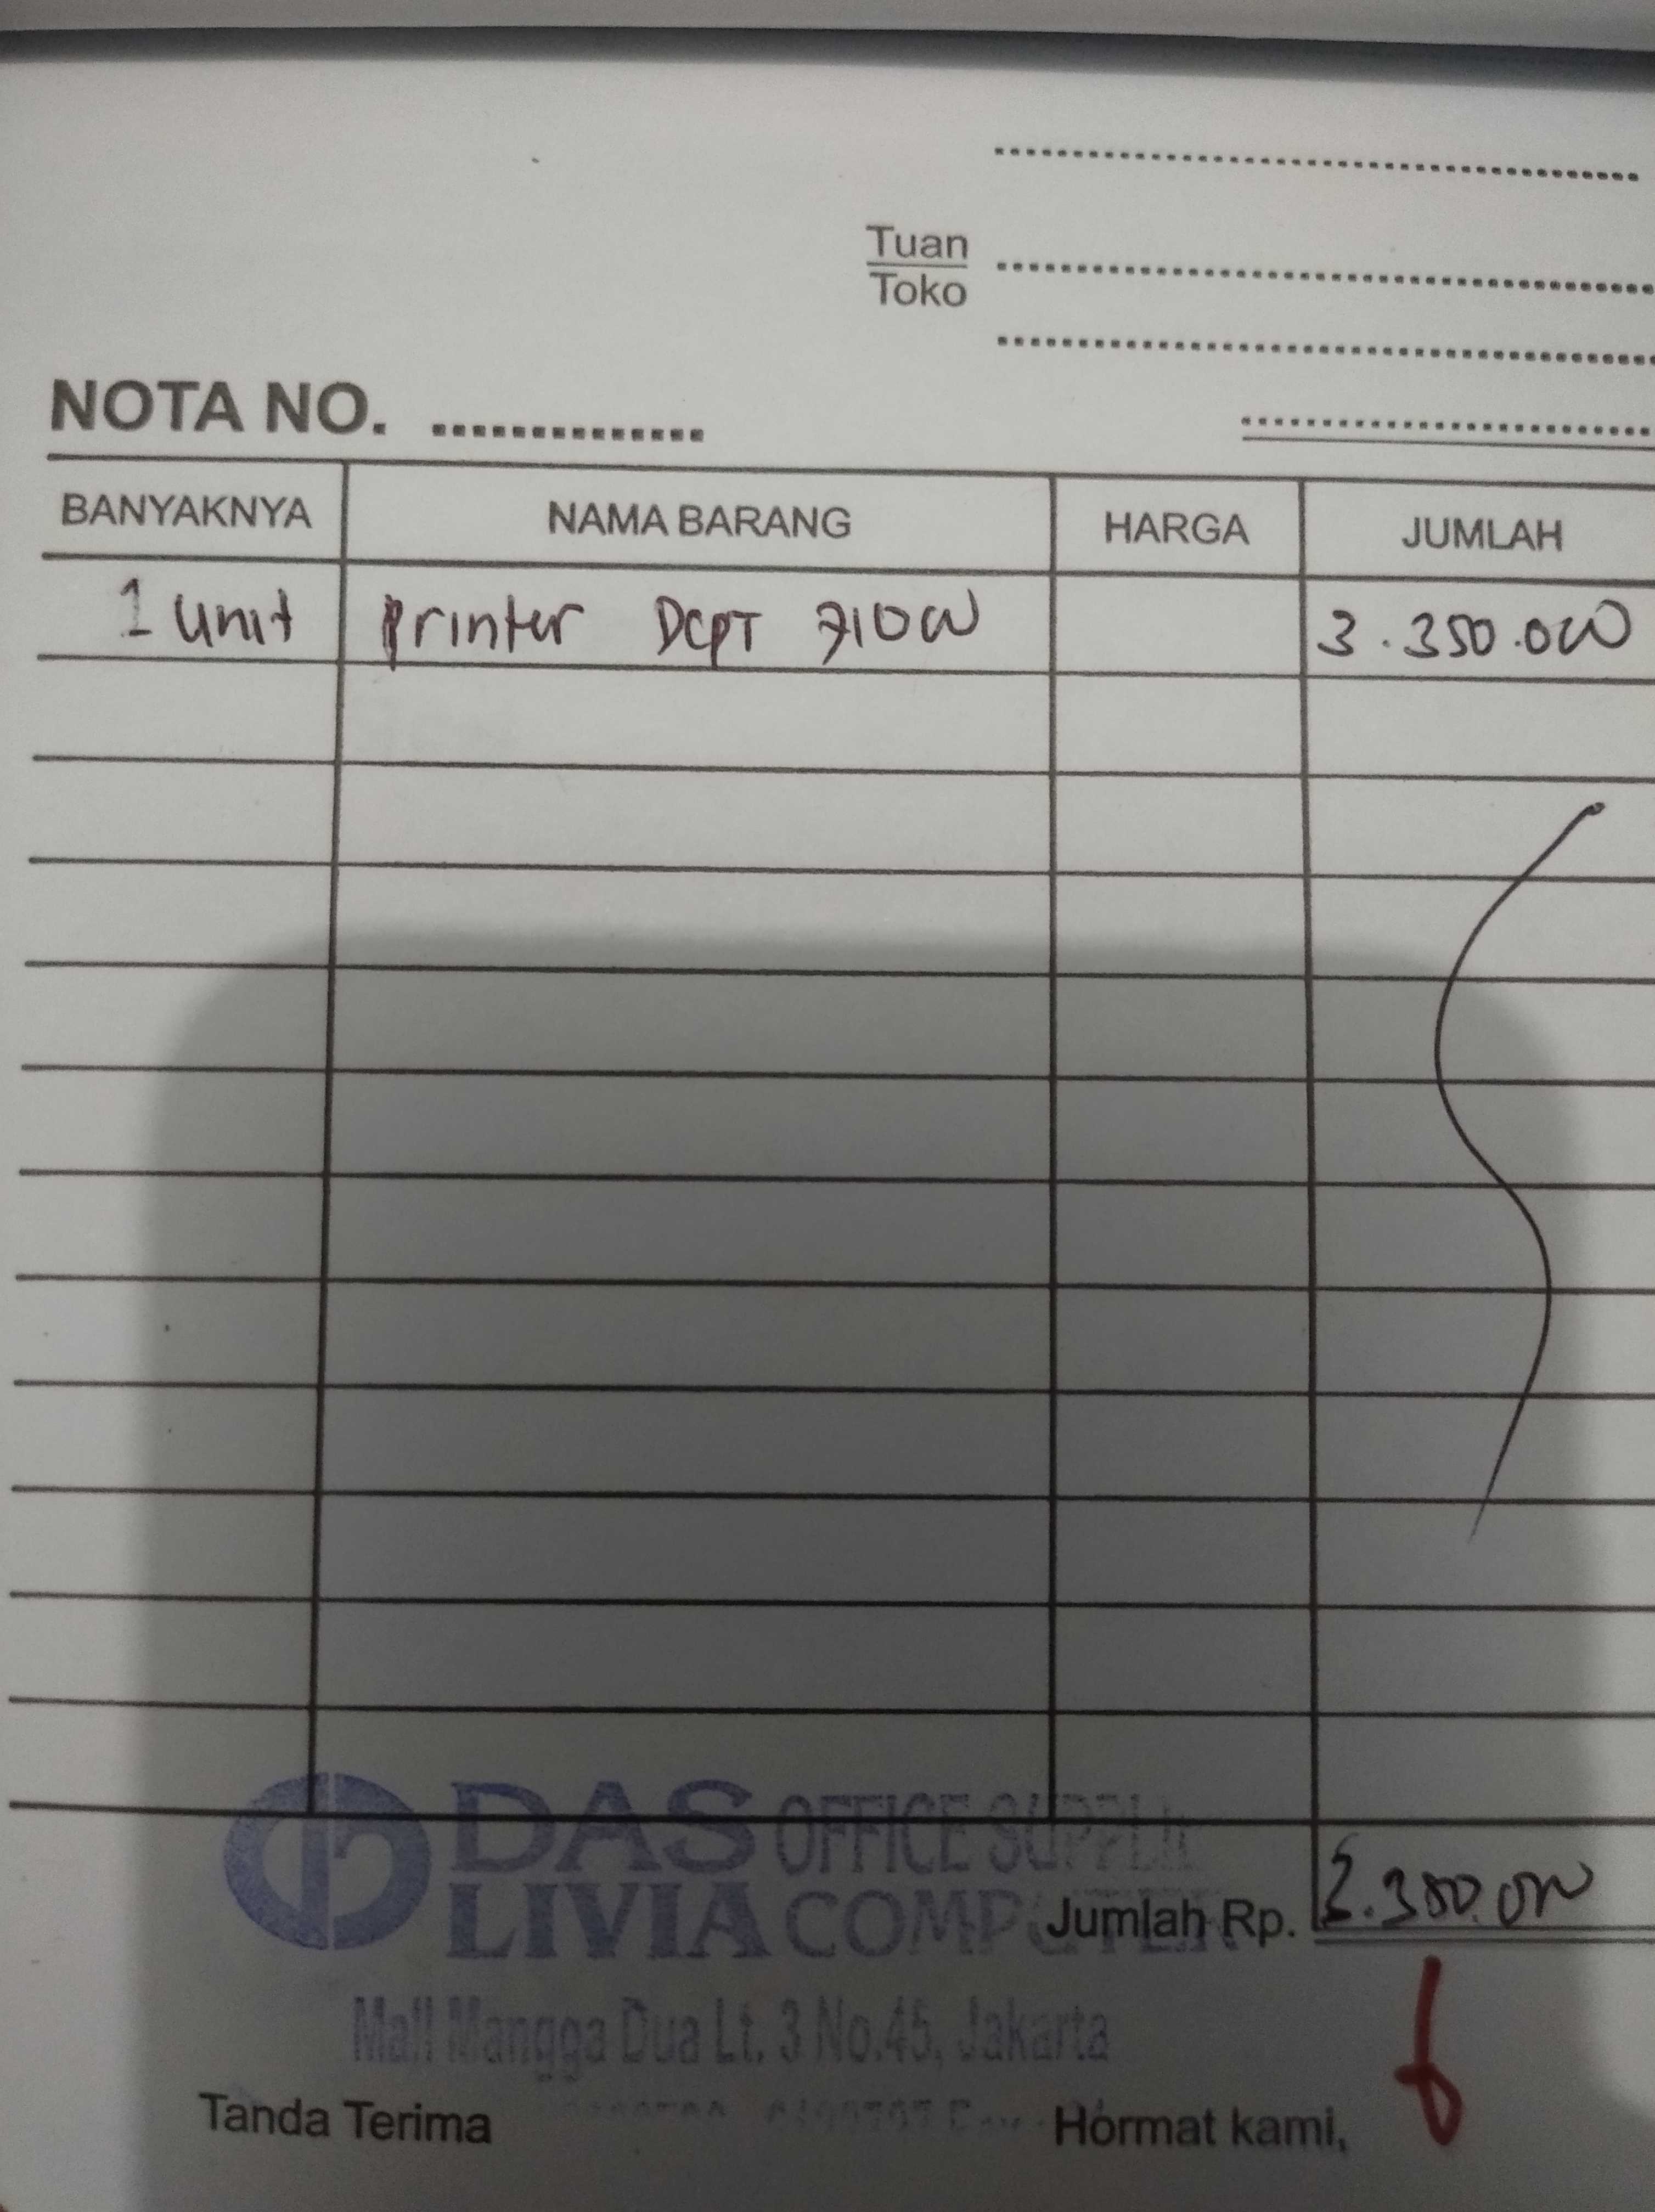 Tuan
Toko
NOTA NO.
BANYAKNYA NAMA BARANG HARGA JUMLAH
1 unit Printer DCPT 710W 3.350.000
DAS OFFICE SUPPLIE
LIVIA COMPUTER
Jumlah Rp. 3.350.000
Mall Mangga Dua Lt. 3 No.45, Jakarta
Tanda Terima Hormat kami,